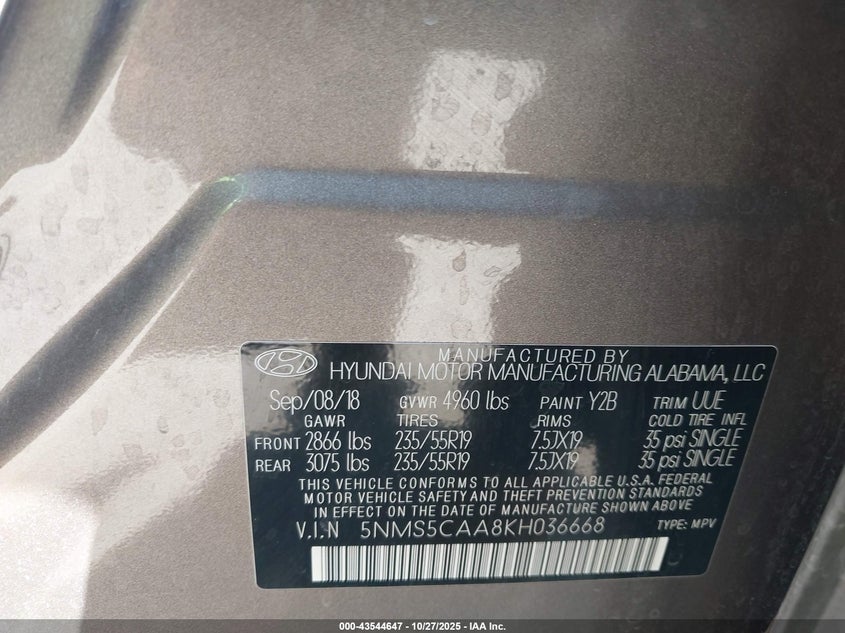 MANUFACTURED BY
HYUNDAI MOTOR MANUFACTURING ALABAMA, LLC
Sep/08/18 GVWR 4960 lbs PAINT Y2B TRIM UUE
GAWR TIRES RIMS COLD TIRE INFL
FRONT 2866 lbs 235/55R19 7.5JX19 35 psi SINGLE
REAR 3075 lbs 235/55R19 7.5JX19 35 psi SINGLE
THIS VEHICLE CONFORMS TO ALL APPLICABLE U.S.A. FEDERAL
MOTOR VEHICLE SAFETY AND THEFT PREVENTION STANDARDS
IN EFFECT ON THE DATE OF MANUFACTURE SHOWN ABOVE
V.I.N 5NMS5CAA8KH036668 TYPE: MPV
000-43544647 / 10/27/2025 - IAA Inc.